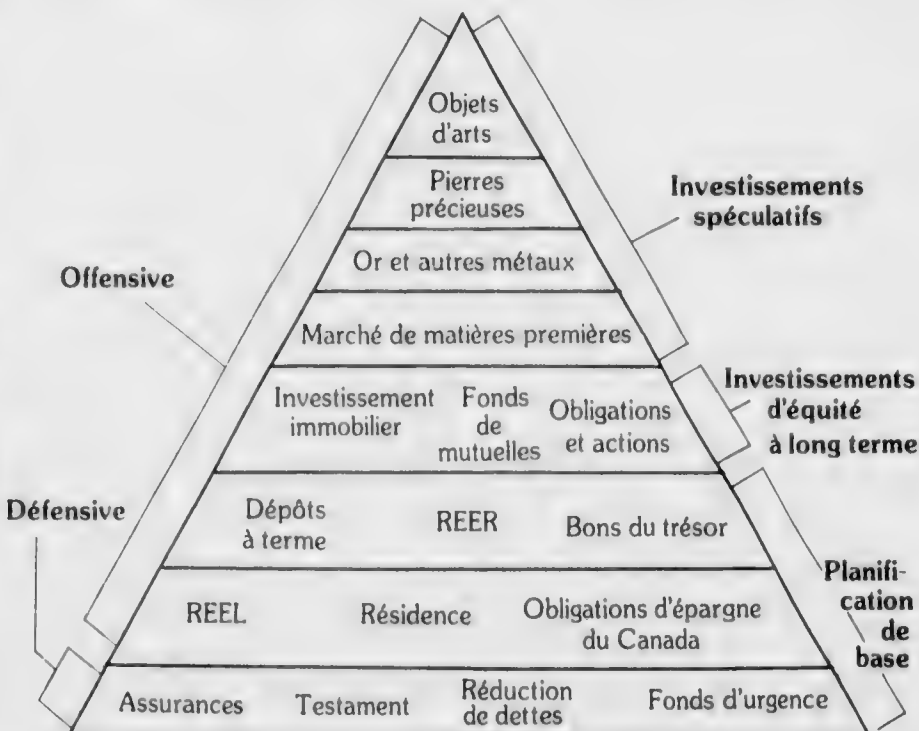 Objets
d'arts
Pierres
précieuses
Or et autres métaux
Marché de matières premières
Investissement
immobilier
Fonds
de
mutuelles
Obligations
et actions
Dépôts
à terme
REER
Bons du trésor
REEL
Résidence
Obligations d'épargne
du Canada
Assurances
Testament
Réduction
de dettes
Fonds d'urgence
Offensive
Défensive
Investissements
spéculatifs
Investissements
d'équité
à long terme
Planifi-
cation
de
base